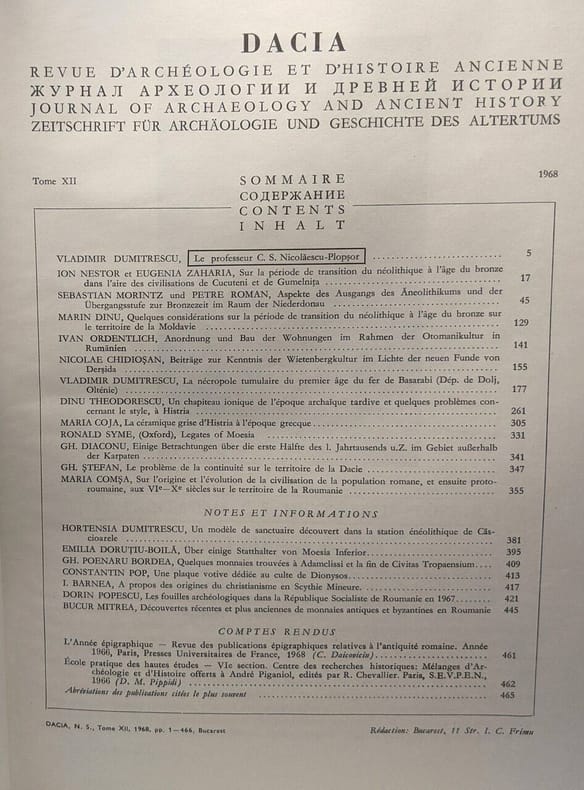 DACIA
REVUE D'ARCHÉOLOGIE ET D'HISTOIRE ANCIENNE
ЖУРНАЛ АРХЕОЛОГИИ И ДРЕВНЕЙ ИСТОРИИ
JOURNAL OF ARCHAEOLOGY AND ANCIENT HISTORY
ZEITSCHRIFT FÜR ARCHÄOLOGIE UND GESCHICHTE DES ALTERTUMS
Tome XII
1968
SOMMAIRE
СОДЕРЖАНИЕ
CONTENTS
INHALT
VLADIMIR DUMITRESCU, Le professeur C. S. Nicolăescu-Plopșor 5
ION NESTOR et EUGENIA ZAHARIA, Sur la période de transition du néolithique à l'âge du bronze
dans l'aire des civilisations de Cucuteni et de Gumelnița 17
SEBASTIAN MORINTZ und PETRE ROMAN, Aspekte des Ausgangs des Äneolithikums und der
Übergangsstufe zur Bronzezeit im Raum der Niederdonau 45
MARIN DINU, Quelques considérations sur la période de transition du néolithique à l'âge du bronze sur
le territoire de la Moldavie 129
IVAN ORDENTLICH, Anordnung und Bau der Wohnungen im Rahmen der Otomanikultur in
Rumänien 141
NICOLAE CHIDIOȘAN, Beiträge zur Kenntmis der Wietenbergkultur im Lichte der neuen Funde von
Derșida 155
VLADIMIR DUMITRESCU, La nécropole tumulaire du premier âge du fer de Basarabi (Dép. de Dolj,
Olténie) 177
DINU THEODORESCU, Un chapiteau ionique de l'époque archaïque tardive et quelques problèmes con-
cernant le style, à Histria 261
MARIA COJA, La céramique grise d'Histria à l'époque grecque 305
RONALD SYME, (Oxford), Legates of Moesia 331
GH. DIACONU, Einige Betrachtungen über die erste Hälfte des l. Jahrtausends u.Z. im Gebiet außerhalb
der Karpaten 341
GH. ȘTEFAN, Le problème de la continuité sur le territoire de la Dacie 347
MARIA COMȘA, Sur l'origine et l'évolution de la civilisation de la population romane, et ensuite proto-
roumaine, aux VIe–Xe siècles sur le territoire de la Roumanie 355
NOTES ET INFORMATIONS
HORTENSIA DUMITRESCU, Un modèle de sanctuaire découvert dans la station énéolithique de Căs-
cioarele 381
EMILIA DORUȚIU-BOILĂ, Über einige Statthalter von Moesia Inferior 395
GH. POENARU BORDEA, Quelques monnaies trouvées à Adamclissi et la fin de Civitas Tropaensium 409
CONSTANTIN POP, Une plaque votive dédiée au culte de Dionysos 413
I. BARNEA, A propos des origines du christianisme en Scythie Mineure. 417
DORIN POPESCU, Les fouilles archéologiques dans la République Socialiste de Roumanie en 1967 421
BUCUR MITREA, Découvertes récentes et plus anciennes de monnaies antiques et byzantines en Roumanie 445
COMPTES RENDUS
L'Année épigraphique — Revue des publications épigraphiques relatives à l'antiquité romaine. Année
1966, Paris, Presses Universitaires de France, 1968 (C. Daicoviciu) 461
École pratique des hautes études — VIe section. Centre des recherches historiques: Mélanges d'Ar-
chéologie et d'Histoire offerts à André Piganiol, edités par R. Chevallier. Paris, S.E.V.P.E.N.,
1966 (D. M. Pippidi) 462
Abréviations des publications citées le plus souvent 465
DACIA, N. S., Tome XII, 1968, pp. 1—466, Bucarest
Rédaction: Bucarest, 11 Str. I. C. Frimu